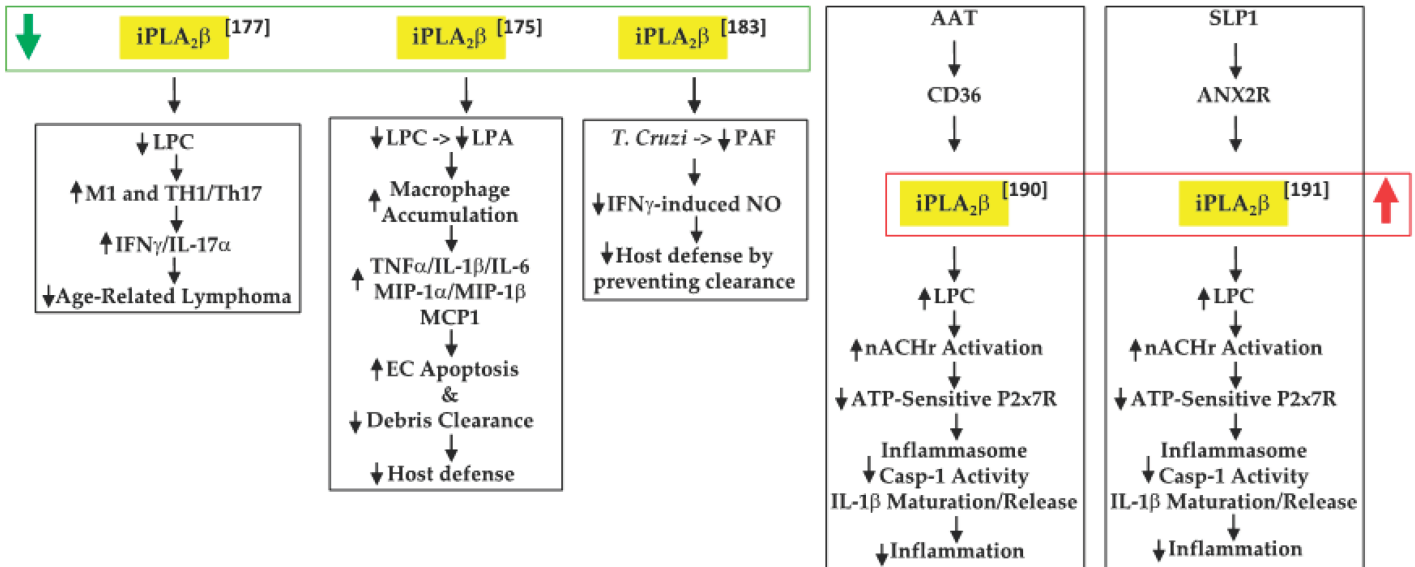 iPLA₂β [177]
LPC
M1 and TH1/Th17
IFNγ/IL-17α
Age-Related Lymphoma
iPLA₂β [175]
LPC -> LPA
Macrophage
Accumulation
TNFα/IL-1β/IL-6
MIP-1α/MIP-1β
MCP1
EC Apoptosis
&
Debris Clearance
Host defense
iPLA₂β [183]
T. Cruzi -> PAF
IFNγ-induced NO
Host defense by
preventing clearance
AAT
CD36
iPLA₂β [190]
LPC
nACHr Activation
ATP-Sensitive P2x7R
Inflammasome
Casp-1 Activity
IL-1β Maturation/Release
Inflammation
SLP1
ANX2R
iPLA₂β [191]
LPC
nACHr Activation
ATP-Sensitive P2x7R
Inflammasome
Casp-1 Activity
IL-1β Maturation/Release
Inflammation